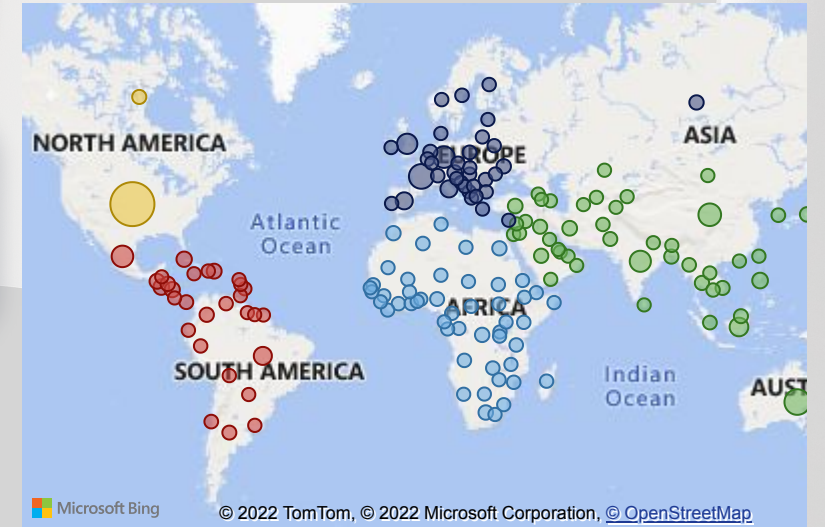 NORTH AMERICA
EUROPE
ASIA
Atlantic
Ocean
AFRICA
SOUTH AMERICA
Indian
Ocean
AUST
Microsoft Bing
© 2022 TomTom, © 2022 Microsoft Corporation, © OpenStreetMap